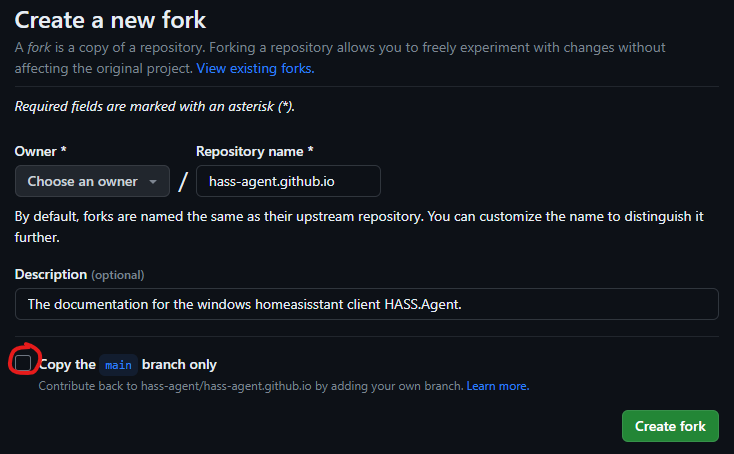 Create a new fork
A fork is a copy of a repository. Forking a repository allows you to freely experiment with changes without
affecting the original project. View existing forks.
Required fields are marked with an asterisk (*).
Owner * Repository name *
Choose an owner / hass-agent.github.io
By default, forks are named the same as their upstream repository. You can customize the name to distinguish it
further.
Description (optional)
The documentation for the windows homeasisstant client HASS.Agent.
Copy the main branch only
Contribute back to hass-agent/hass-agent.github.io by adding your own branch. Learn more.
Create fork